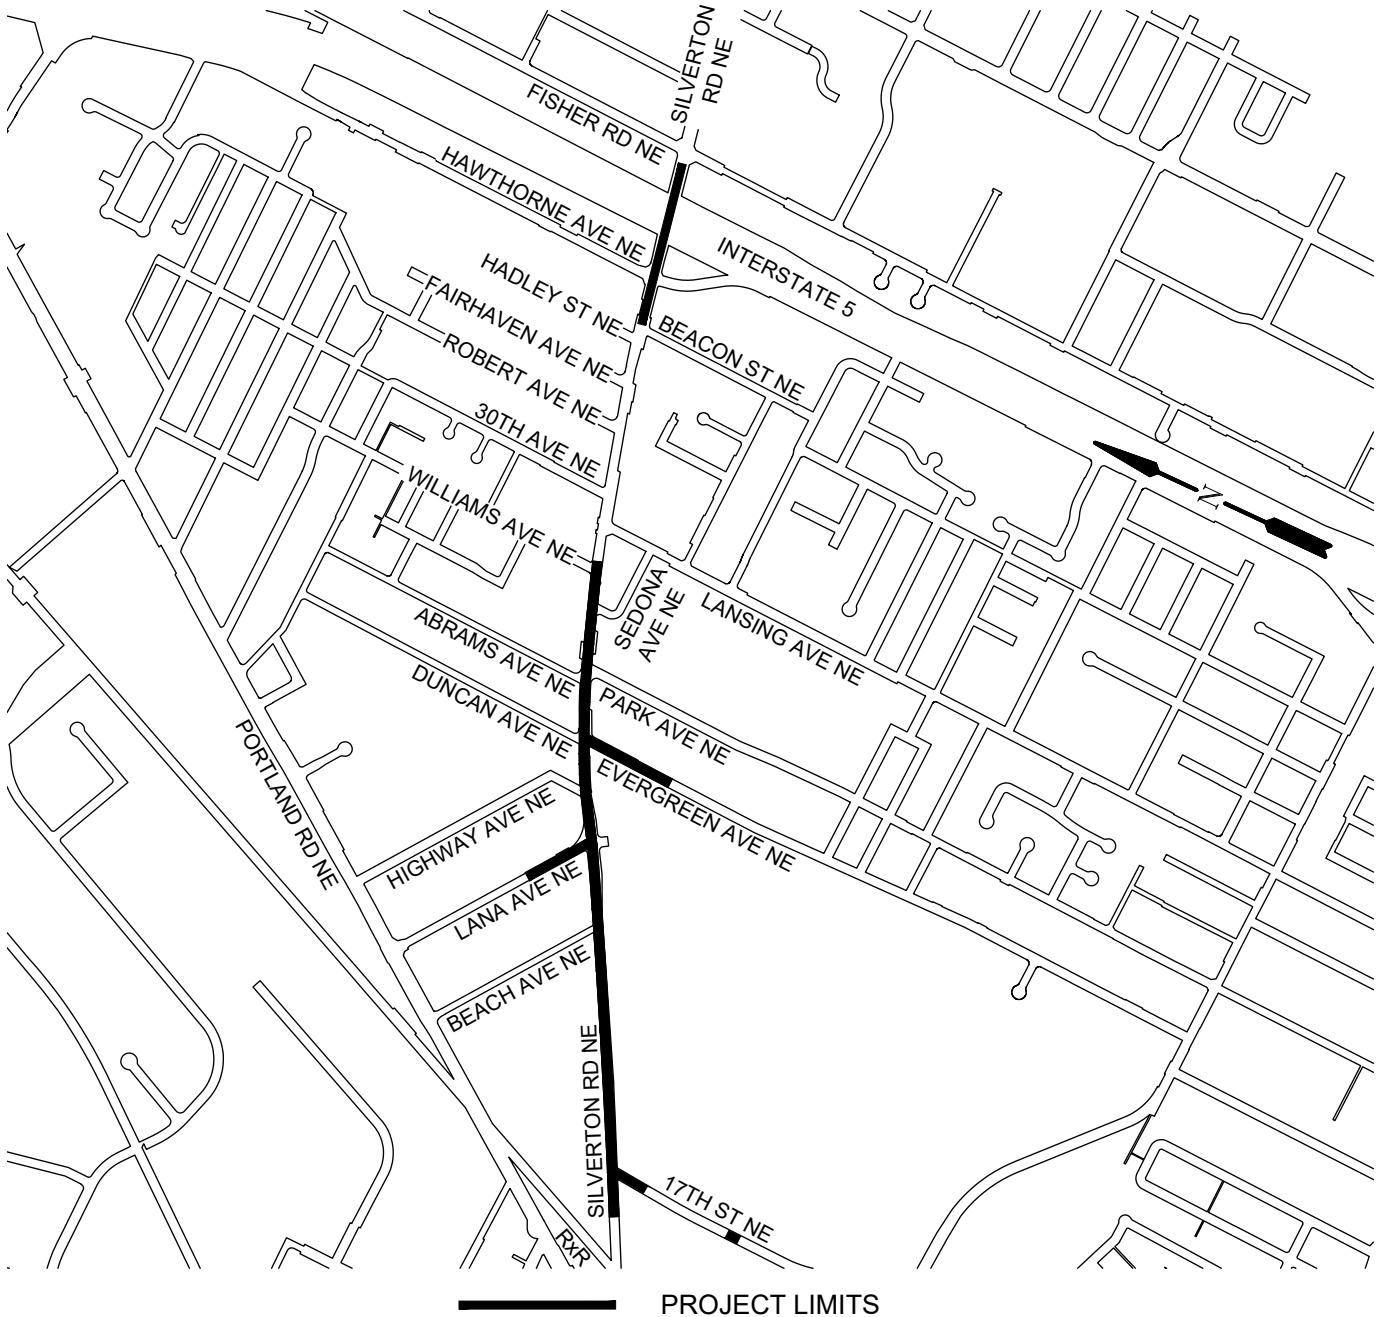 SILVERTON
RD NE
FISHER RD NE
HAWTHORNE AVE NE
INTERSTATE 5
HADLEY ST NE
FAIRHAVEN AVE NE
BEACON ST NE
ROBERT AVE NE
30TH AVE NE
WILLIAMS AVE NE
N
SEDONA
AVE NE
LANSING AVE NE
ABRAMS AVE NE
DUNCAN AVE NE
PARK AVE NE
PORTLAND RD NE
EVERGREEN AVE NE
HIGHWAY AVE NE
LANA AVE NE
BEACH AVE NE
SILVERTON RD NE
17TH ST NE
RxR
PROJECT LIMITS